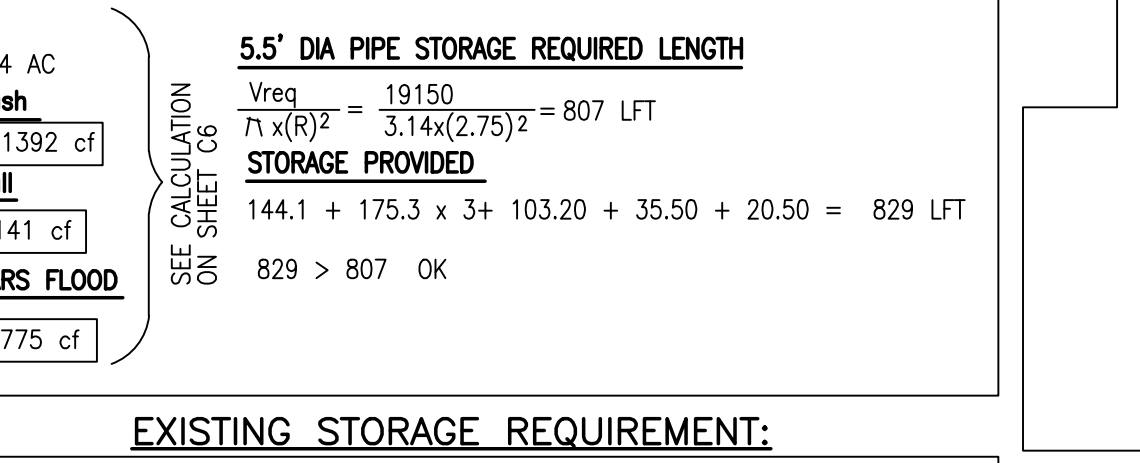 4 AC
sh
1392 cf
ll
141 cf
RS FLOOD
775 cf
SEE CALCULATION
ON SHEET C6
5.5' DIA PIPE STORAGE REQUIRED LENGTH
Vreq / π x(R)² = 19150 / 3.14x(2.75)² = 807 LFT
STORAGE PROVIDED
144.1 + 175.3 x 3+ 103.20 + 35.50 + 20.50 = 829 LFT
829 > 807 OK
EXISTING STORAGE REQUIREMENT: